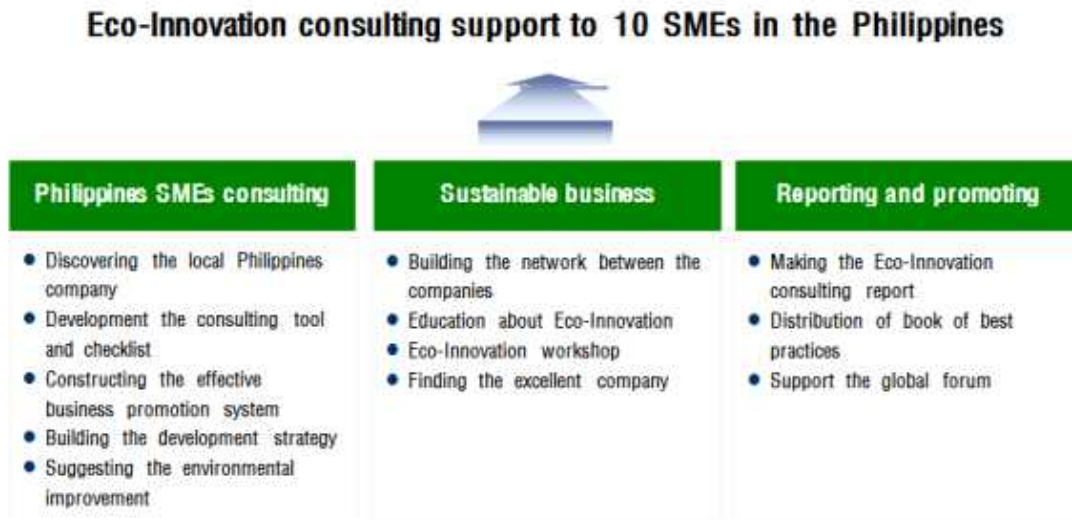 Eco-Innovation consulting support to 10 SMEs in the Philippines
Philippines SMEs consulting
• Discovering the local Philippines
company
• Development the consulting tool
and checklist
• Constructing the effective
business promotion system
• Building the development strategy
• Suggesting the environmental
improvement
Sustainable business
• Building the network between the
companies
• Education about Eco-Innovation
• Eco-Innovation workshop
• Finding the excellent company
Reporting and promoting
• Making the Eco-Innovation
consulting report
• Distribution of book of best
practices
• Support the global forum